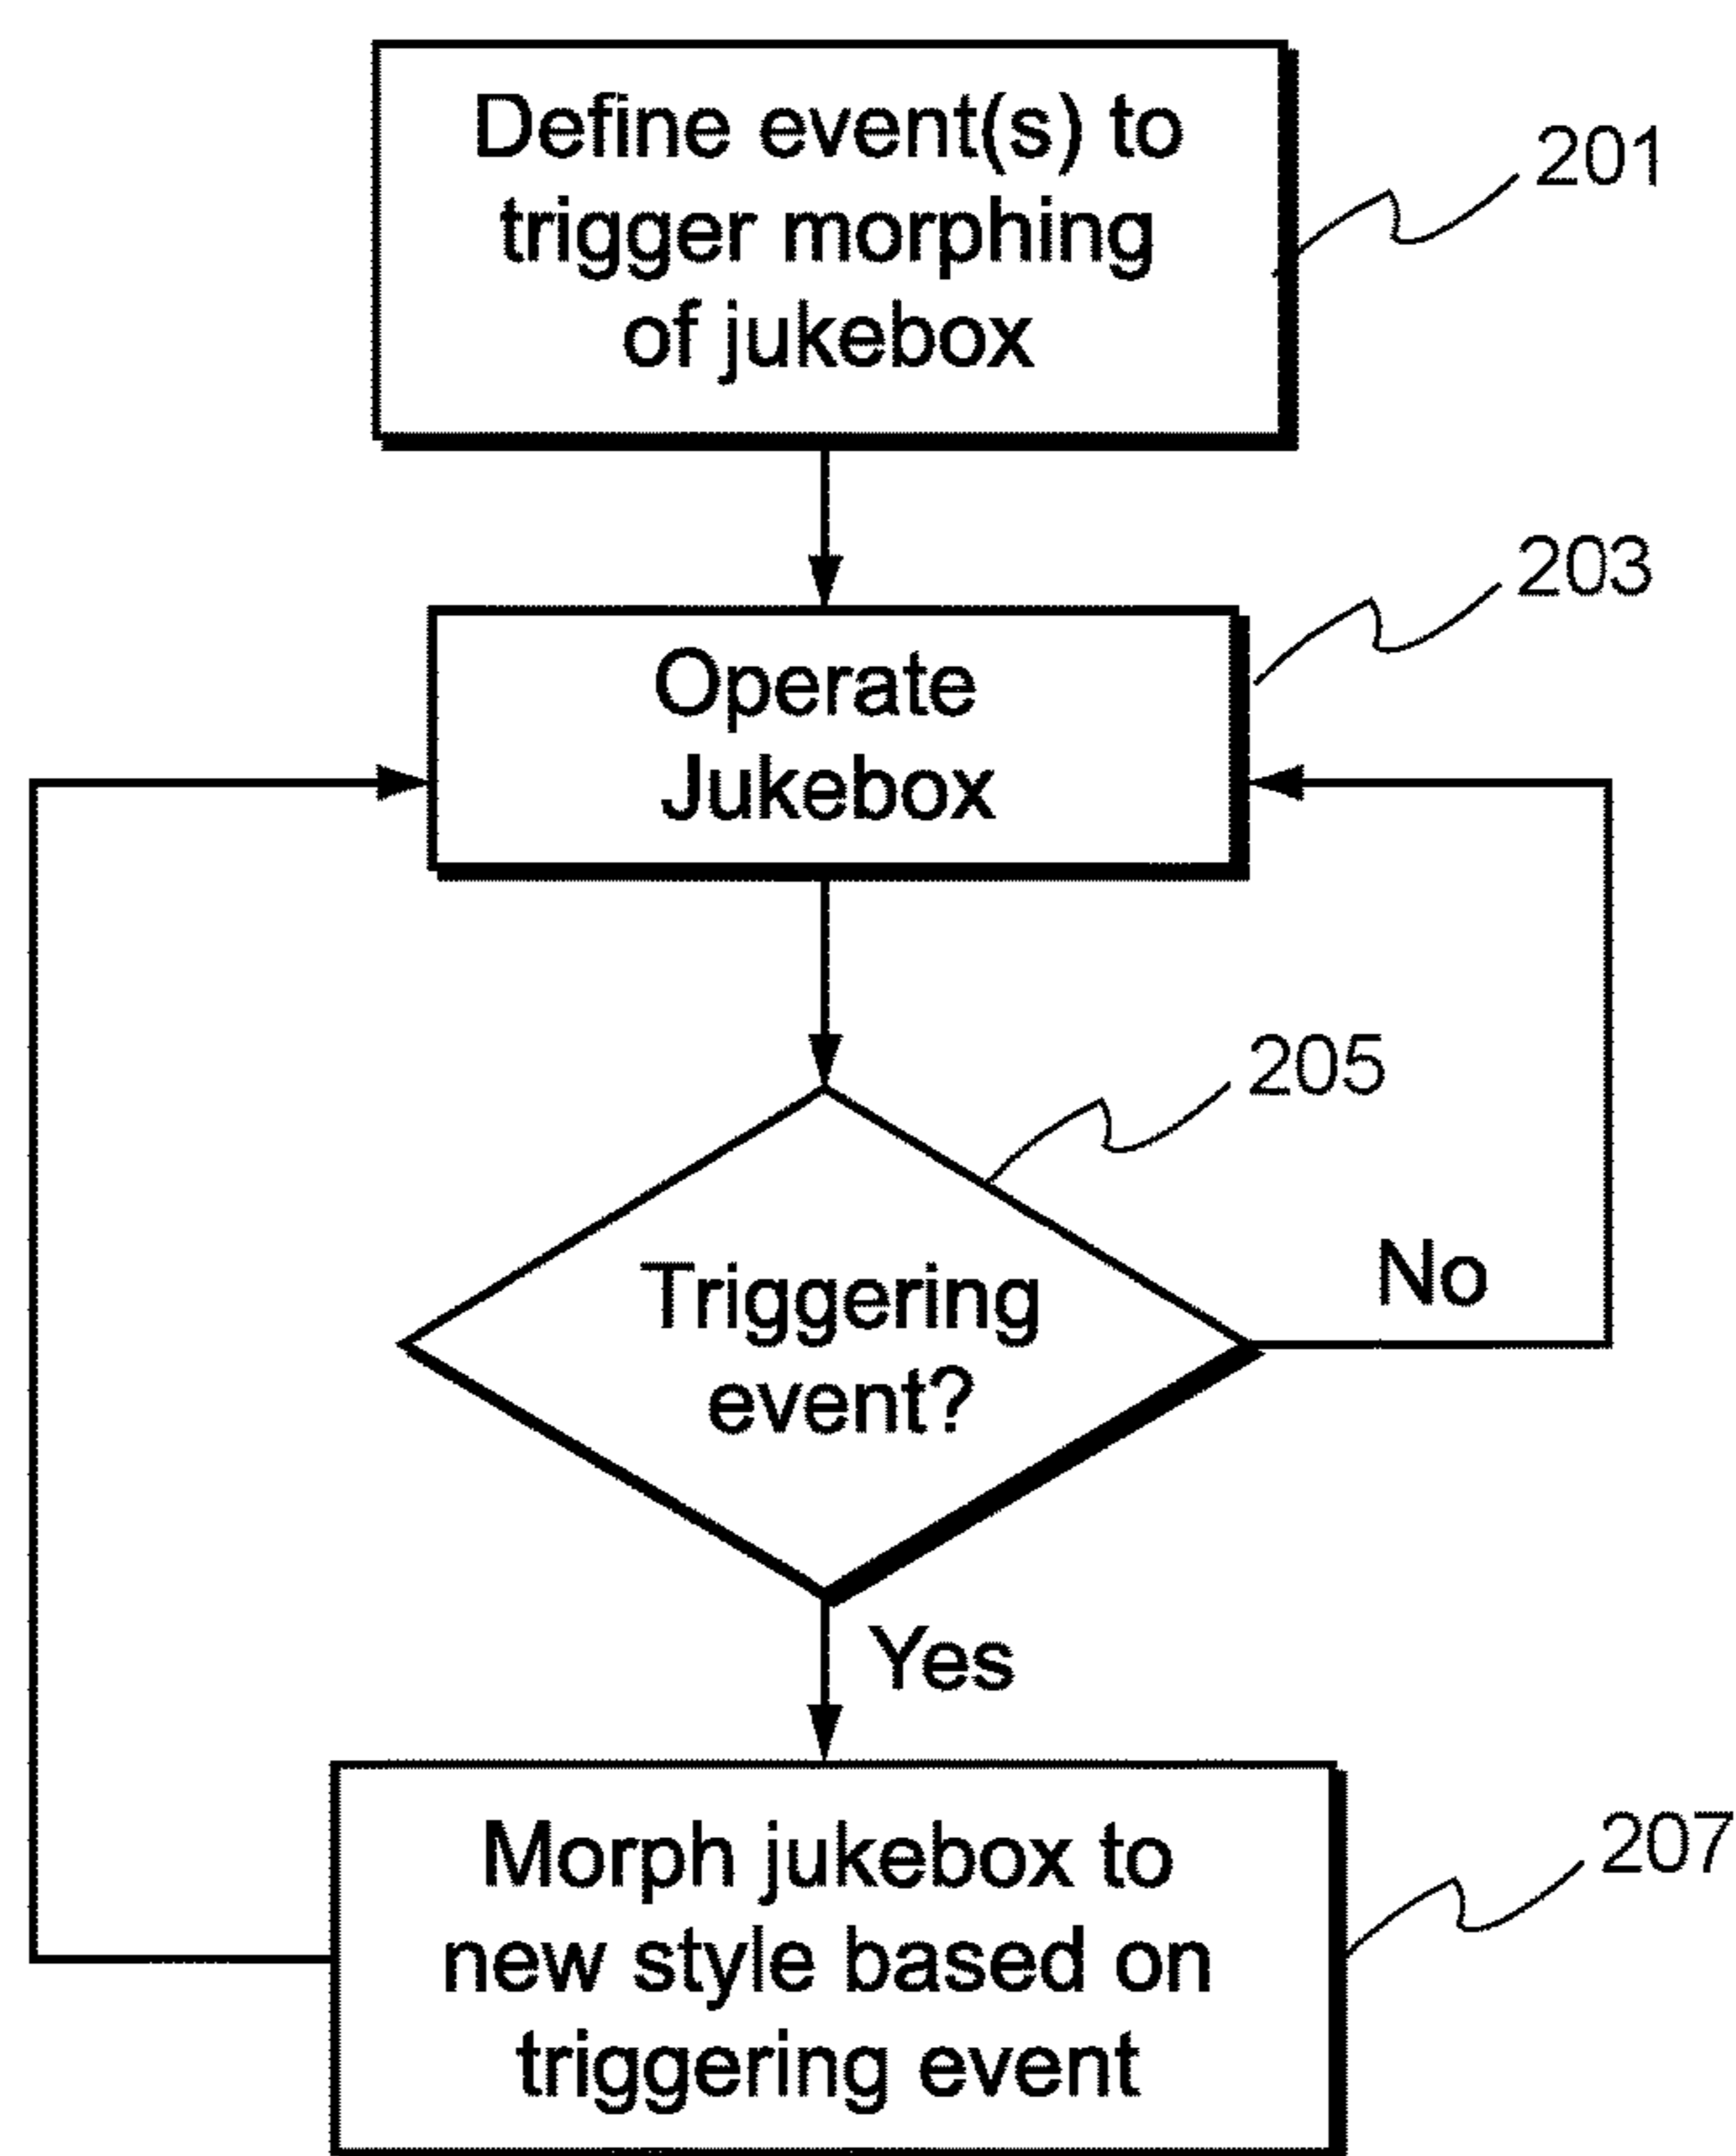 Define event(s) to
trigger morphing
of jukebox
201
203
Operate
Jukebox
205
Triggering
event?
No
Yes
Morph jukebox to
new style based on
triggering event
207